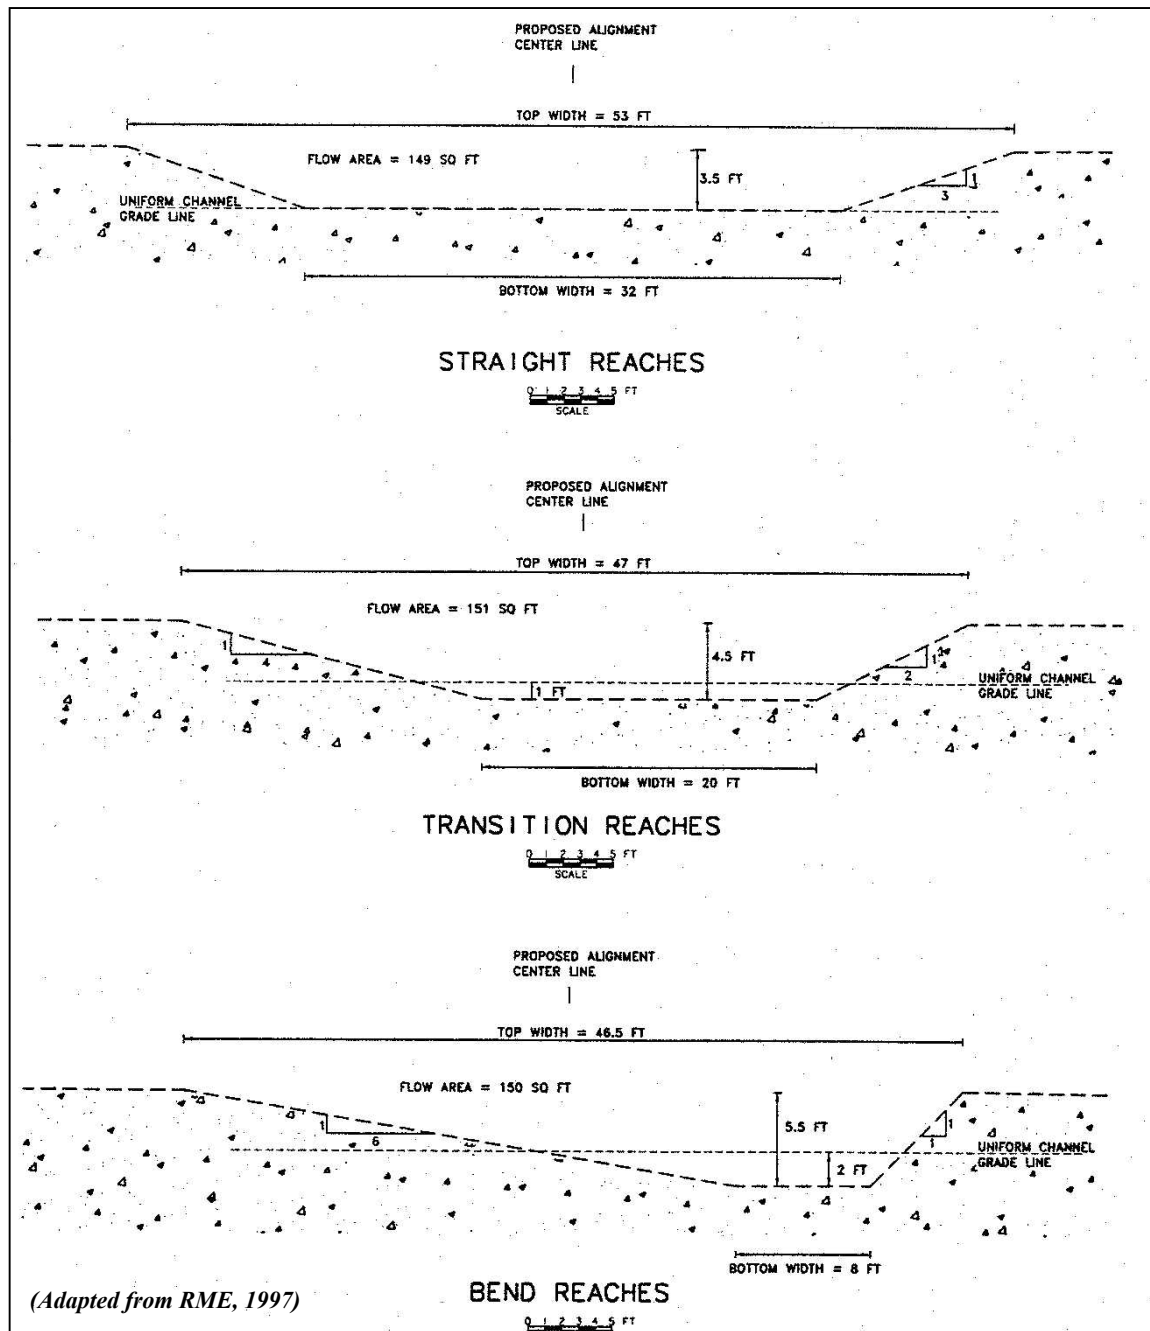 PROPOSED ALIGNMENT
CENTER LINE
TOP WIDTH = 53 FT
FLOW AREA = 149 SQ FT
3.5 FT
1
3
UNIFORM CHANNEL
GRADE LINE
BOTTOM WIDTH = 32 FT
STRAIGHT REACHES
0 1 2 3 4 5 FT
SCALE
PROPOSED ALIGNMENT
CENTER LINE
TOP WIDTH = 47 FT
FLOW AREA = 151 SQ FT
1
4
4.5 FT
1
2
1 FT
UNIFORM CHANNEL
GRADE LINE
BOTTOM WIDTH = 20 FT
TRANSITION REACHES
0 1 2 3 4 5 FT
SCALE
PROPOSED ALIGNMENT
CENTER LINE
TOP WIDTH = 46.5 FT
FLOW AREA = 150 SQ FT
1
6
5.5 FT
1
1
2 FT
UNIFORM CHANNEL
GRADE LINE
BOTTOM WIDTH = 8 FT
BEND REACHES
(Adapted from RME, 1997)
0 1 2 3 4 5 FT